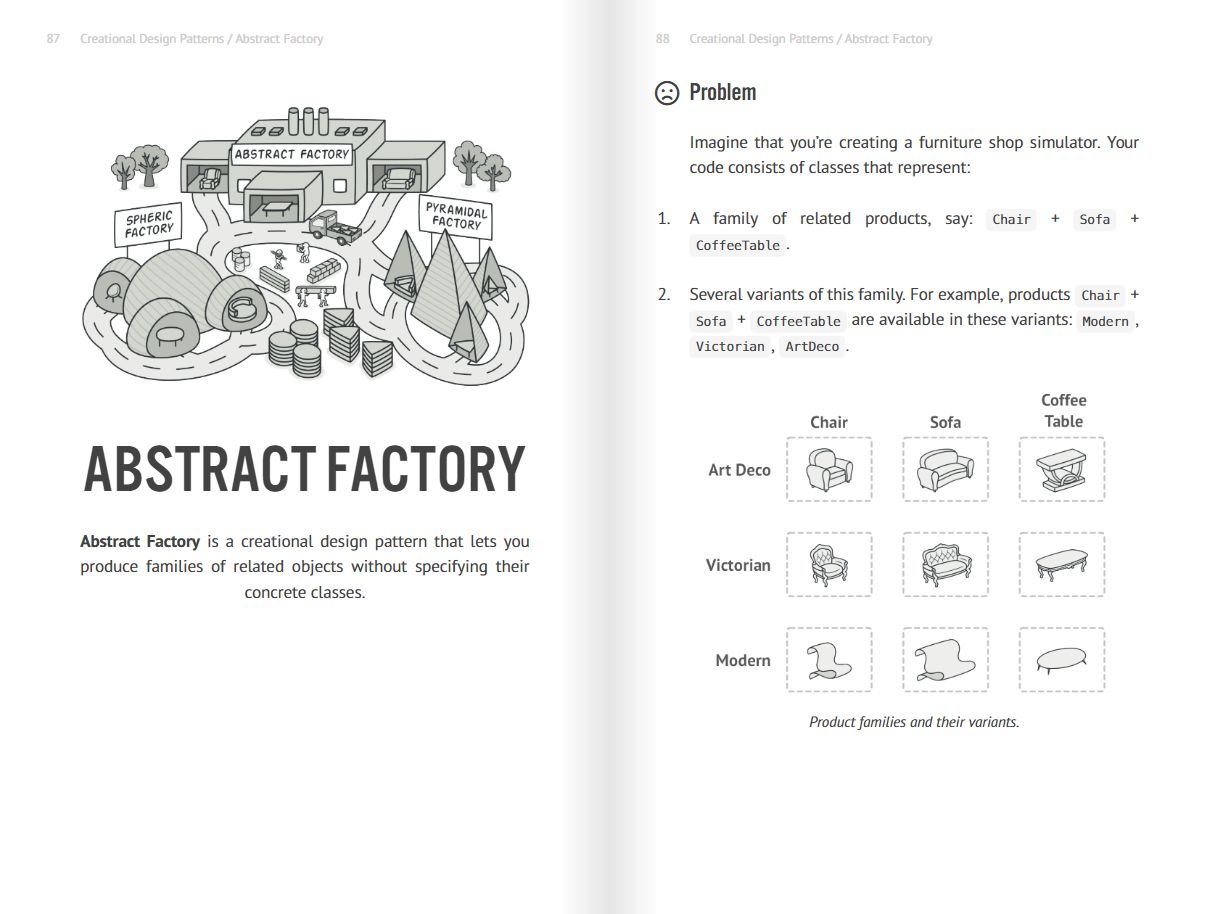 87 Creational Design Patterns / Abstract Factory
ABSTRACT FACTORY
SPHERIC
FACTORY
PYRAMIDAL
FACTORY
ABSTRACT FACTORY
Abstract Factory is a creational design pattern that lets you
produce families of related objects without specifying their
concrete classes.
88 Creational Design Patterns / Abstract Factory
Problem
Imagine that you’re creating a furniture shop simulator. Your
code consists of classes that represent:
1. A family of related products, say: Chair + Sofa +
CoffeeTable .
2. Several variants of this family. For example, products Chair +
Sofa + CoffeeTable are available in these variants: Modern ,
Victorian , ArtDeco .
Coffee
Chair Sofa Table
Art Deco
Victorian
Modern
Product families and their variants.